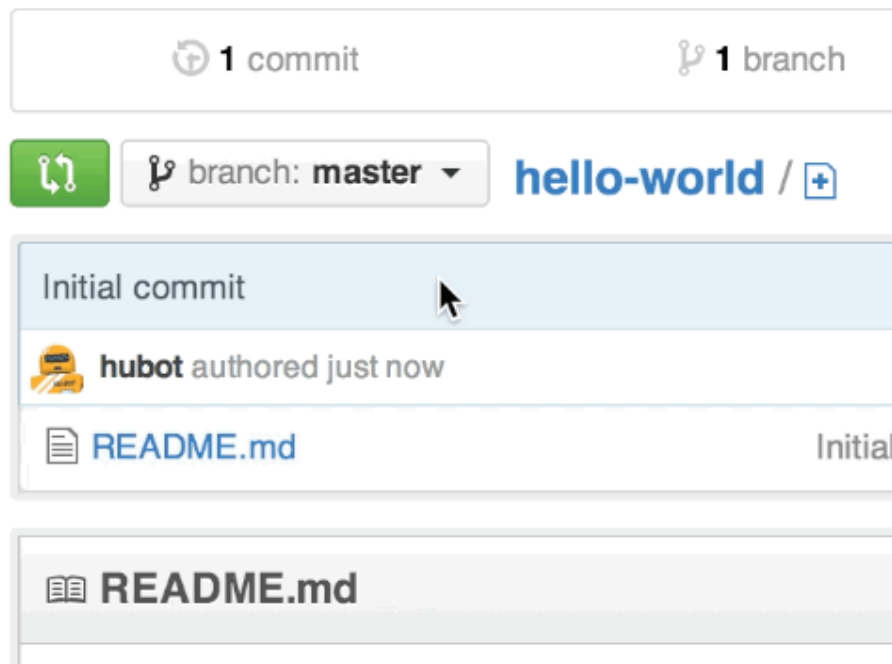 1 commit
1 branch
branch: master
hello-world /
Initial commit
hubot authored just now
README.md
Initial
README.md